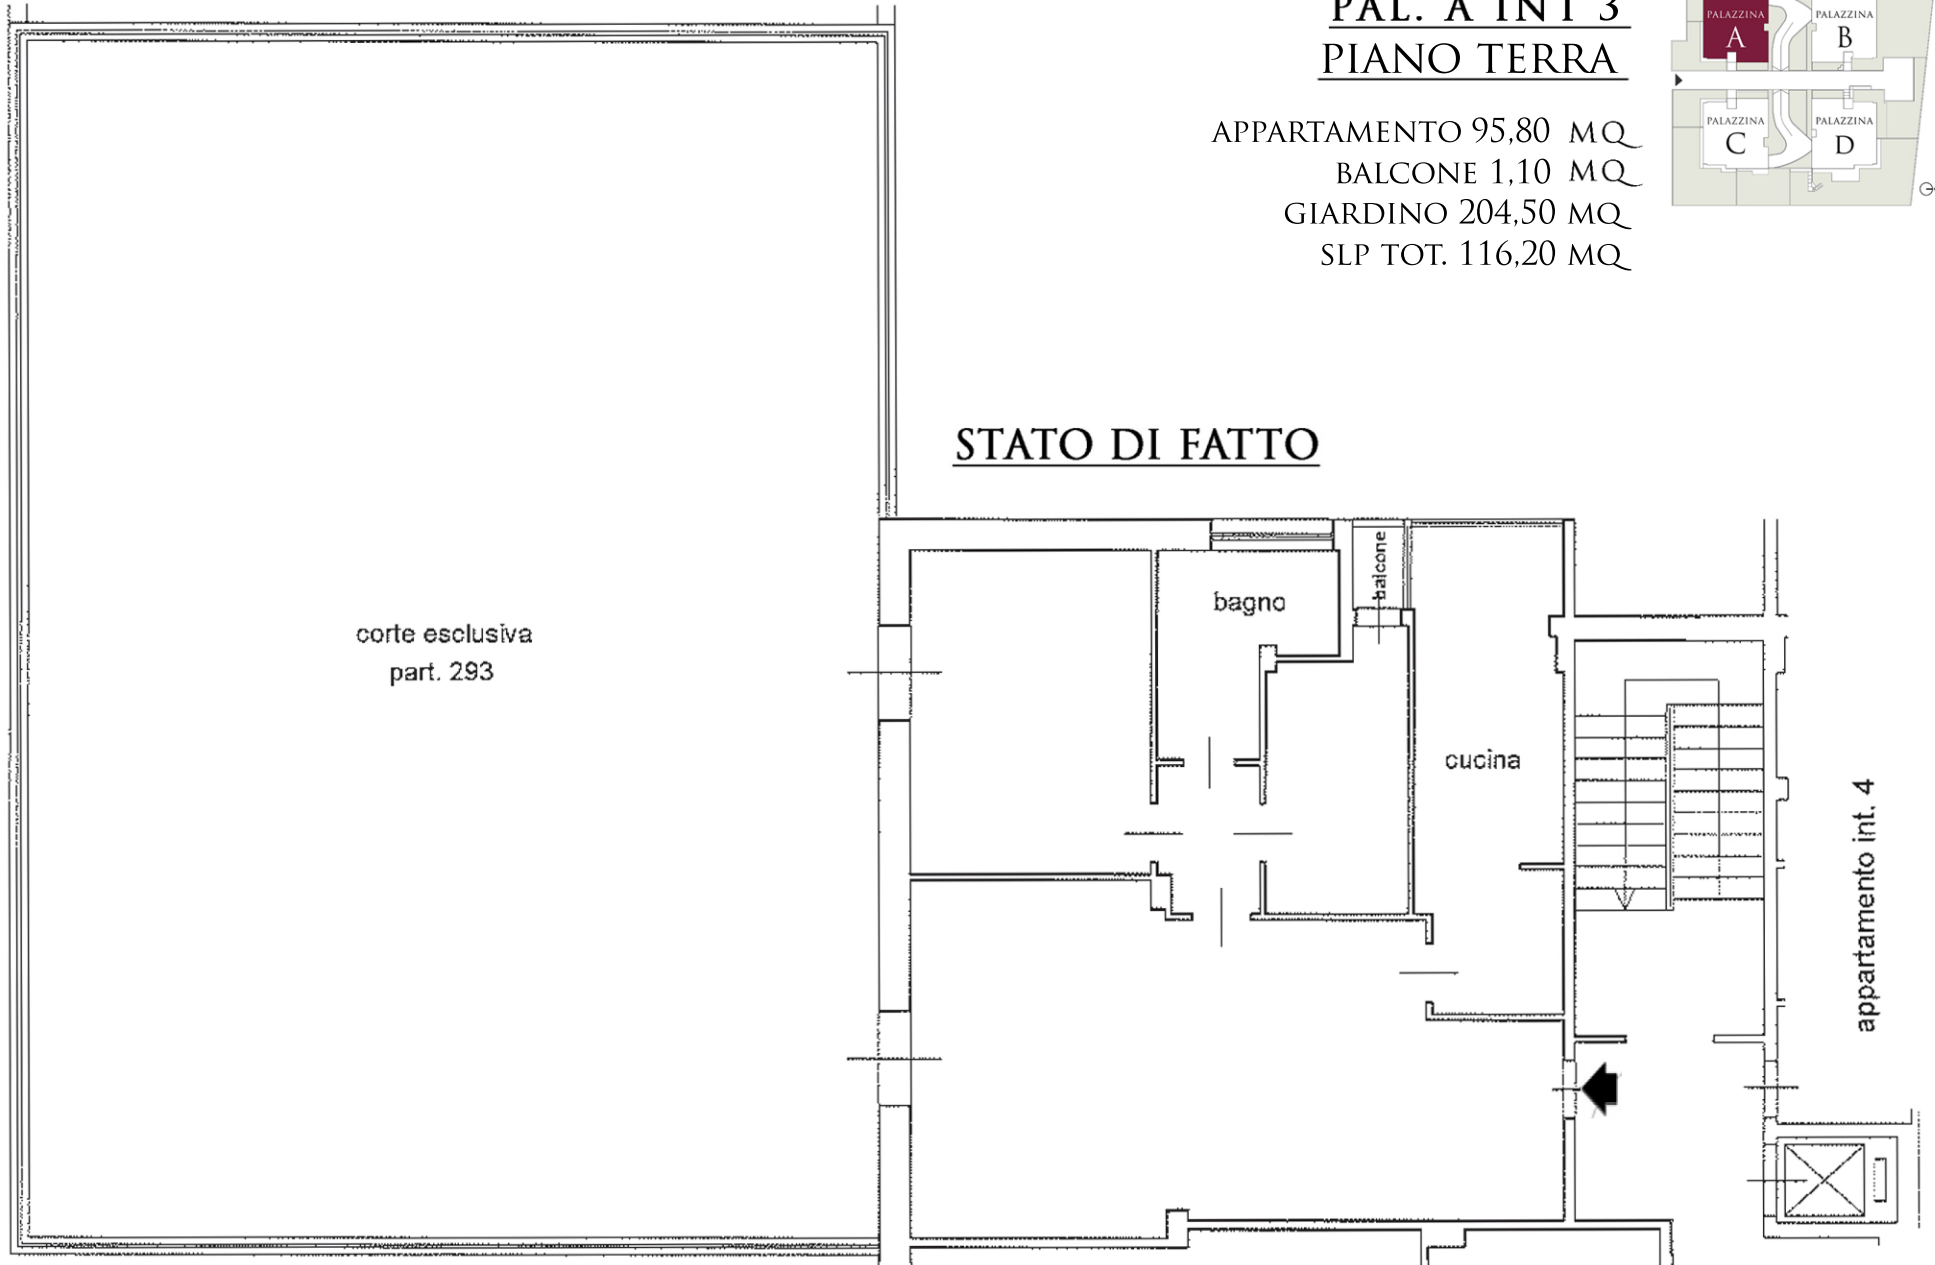 PAL. A INT 3
PIANO TERRA
APPARTAMENTO 95,80 MQ
BALCONE 1,10 MQ
GIARDINO 204,50 MQ
SLP TOT. 116,20 MQ
PALAZZINA
A
PALAZZINA
B
PALAZZINA
C
PALAZZINA
D
STATO DI FATTO
corte esclusiva
part. 293
bagno
balcone
cucina
appartamento int. 4